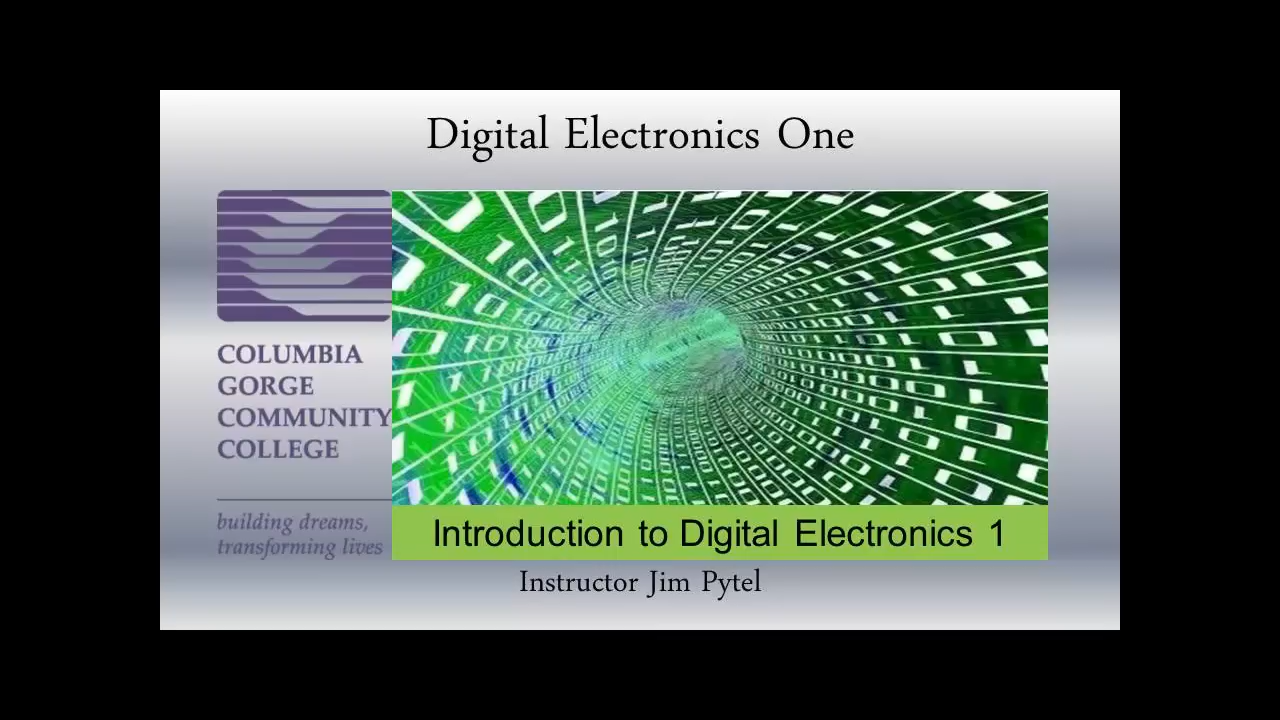 Digital Electronics One
COLUMBIA
GORGE
COMMUNITY
COLLEGE
building dreams,
transforming lives
Introduction to Digital Electronics 1
Instructor Jim Pytel